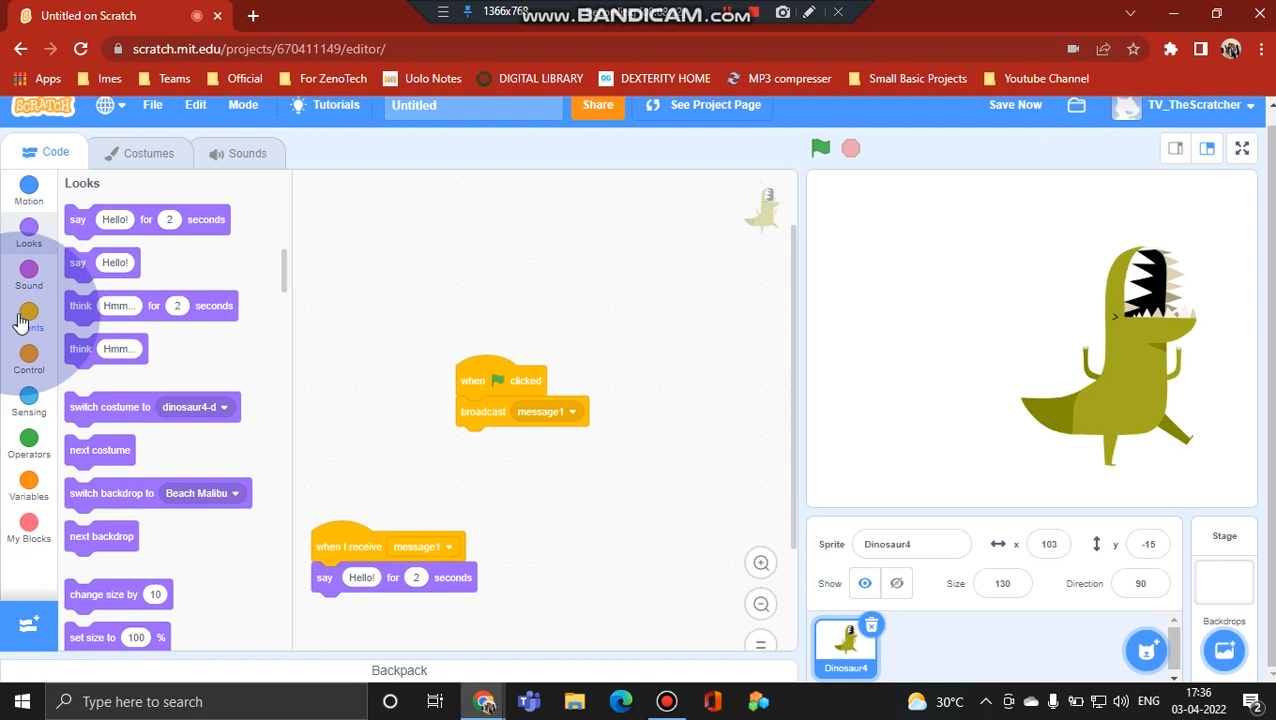 Untitled on Scratch
1366x768
WWW.BANDICAM.COM
scratch.mit.edu/projects/670411149/editor/
Apps
Imes
Teams
Official
For ZenoTech
Uolo Notes
DIGITAL LIBRARY
DEXTERITY HOME
MP3 compresser
Small Basic Projects
Youtube Channel
SCRATCH
File
Edit
Mode
Tutorials
Untitled
Share
See Project Page
Save Now
TV_TheScratcher
Code
Costumes
Sounds
Motion
Looks
Sound
Control
Sensing
Operators
Variables
My Blocks
Looks
say Hello! for 2 seconds
say Hello!
think Hmm... for 2 seconds
think Hmm...
switch costume to dinosaur4-d
next costume
switch backdrop to Beach Malibu
next backdrop
change size by 10
set size to 100 %
when clicked
broadcast message1
when I receive message1
say Hello! for 2 seconds
Sprite Dinosaur4
x 103
y -15
Show
Size 130
Direction 90
Dinosaur4
Stage
Backdrops
Backpack
Type here to search
30°C
ENG
17:36
03-04-2022
2